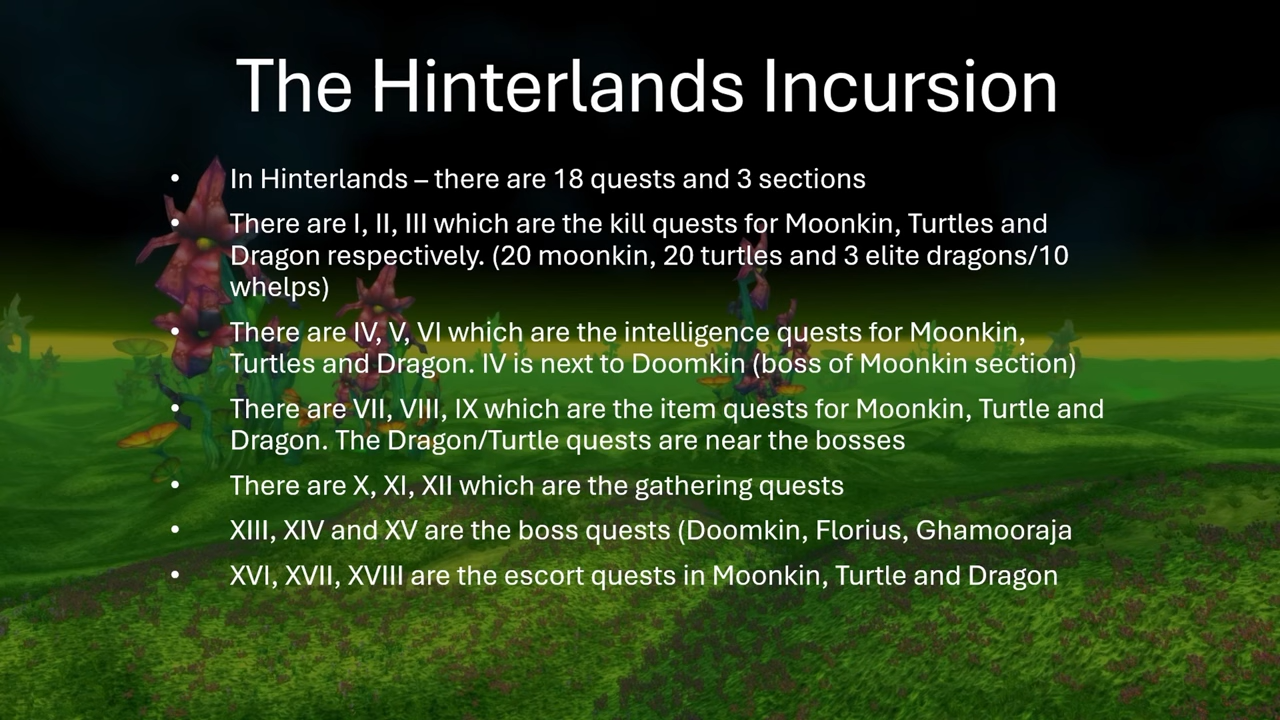 The Hinterlands Incursion
• In Hinterlands – there are 18 quests and 3 sections
• There are I, II, III which are the kill quests for Moonkin, Turtles and
Dragon respectively. (20 moonkin, 20 turtles and 3 elite dragons/10
whelps)
• There are IV, V, VI which are the intelligence quests for Moonkin,
Turtles and Dragon. IV is next to Doomkin (boss of Moonkin section)
• There are VII, VIII, IX which are the item quests for Moonkin, Turtle and
Dragon. The Dragon/Turtle quests are near the bosses
• There are X, XI, XII which are the gathering quests
• XIII, XIV and XV are the boss quests (Doomkin, Florius, Ghamooraja
• XVI, XVII, XVIII are the escort quests in Moonkin, Turtle and Dragon